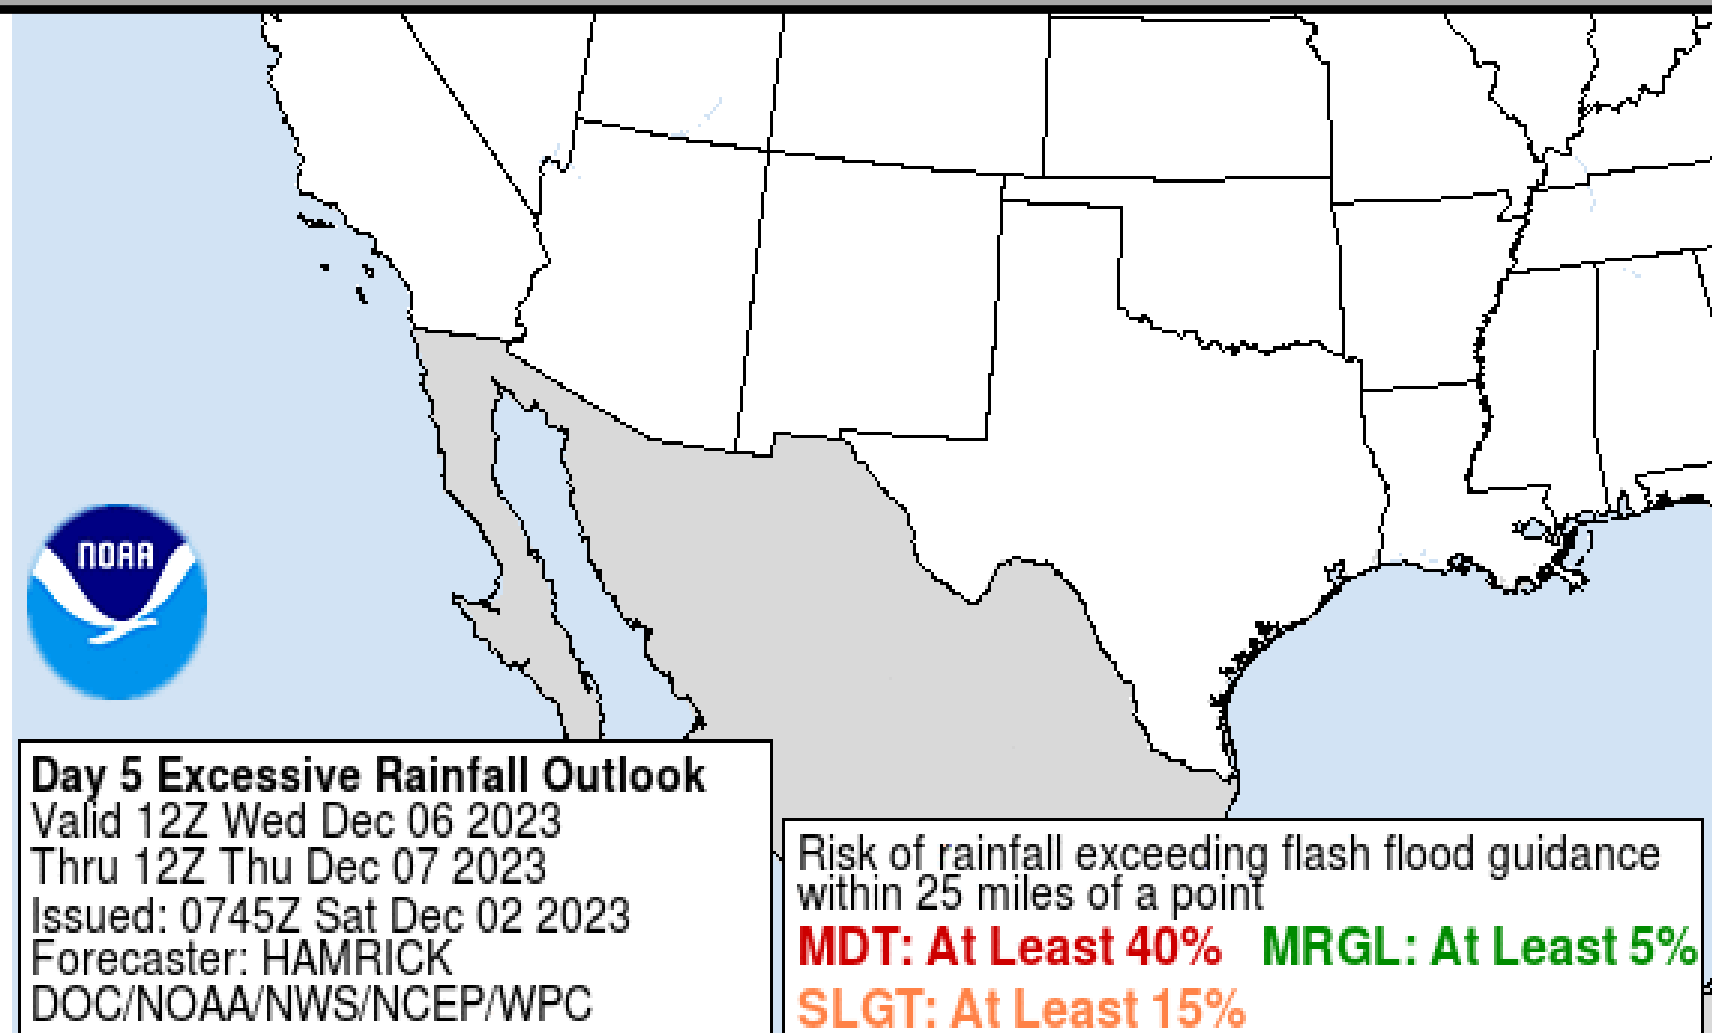 NOAA
Day 5 Excessive Rainfall Outlook
Valid 12Z Wed Dec 06 2023
Thru 12Z Thu Dec 07 2023
Issued: 0745Z Sat Dec 02 2023
Forecaster: HAMRICK
DOC/NOAA/NWS/NCEP/WPC
Risk of rainfall exceeding flash flood guidance
within 25 miles of a point
MDT: At Least 40% MRGL: At Least 5%
SLGT: At Least 15%